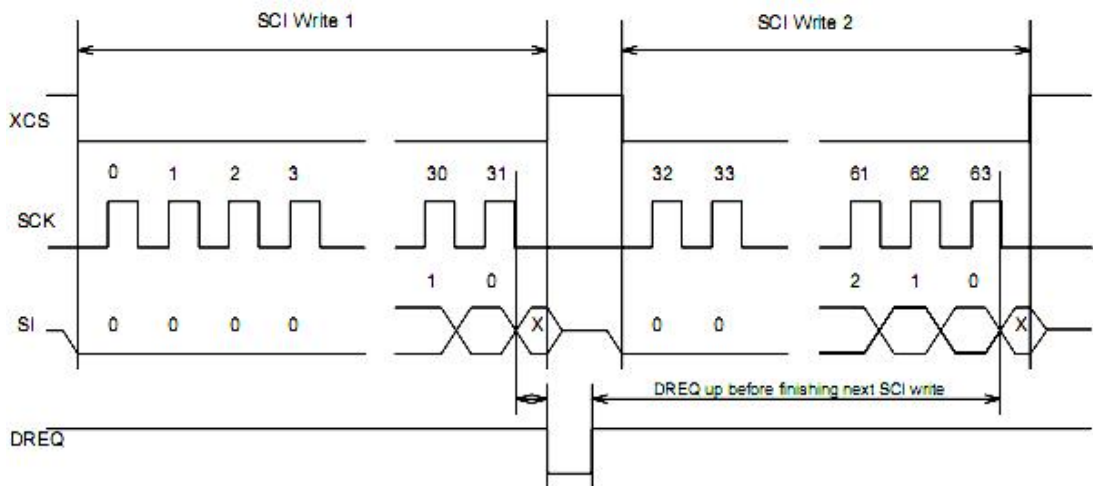 SCI Write 1 SCI Write 2
XCS
0 1 2 3 30 31 32 33 61 62 63
SCK
1 0 2 1 0
SI 0 0 0 0 X 0 0 X
DREQ up before finishing next SCI write
DREQ